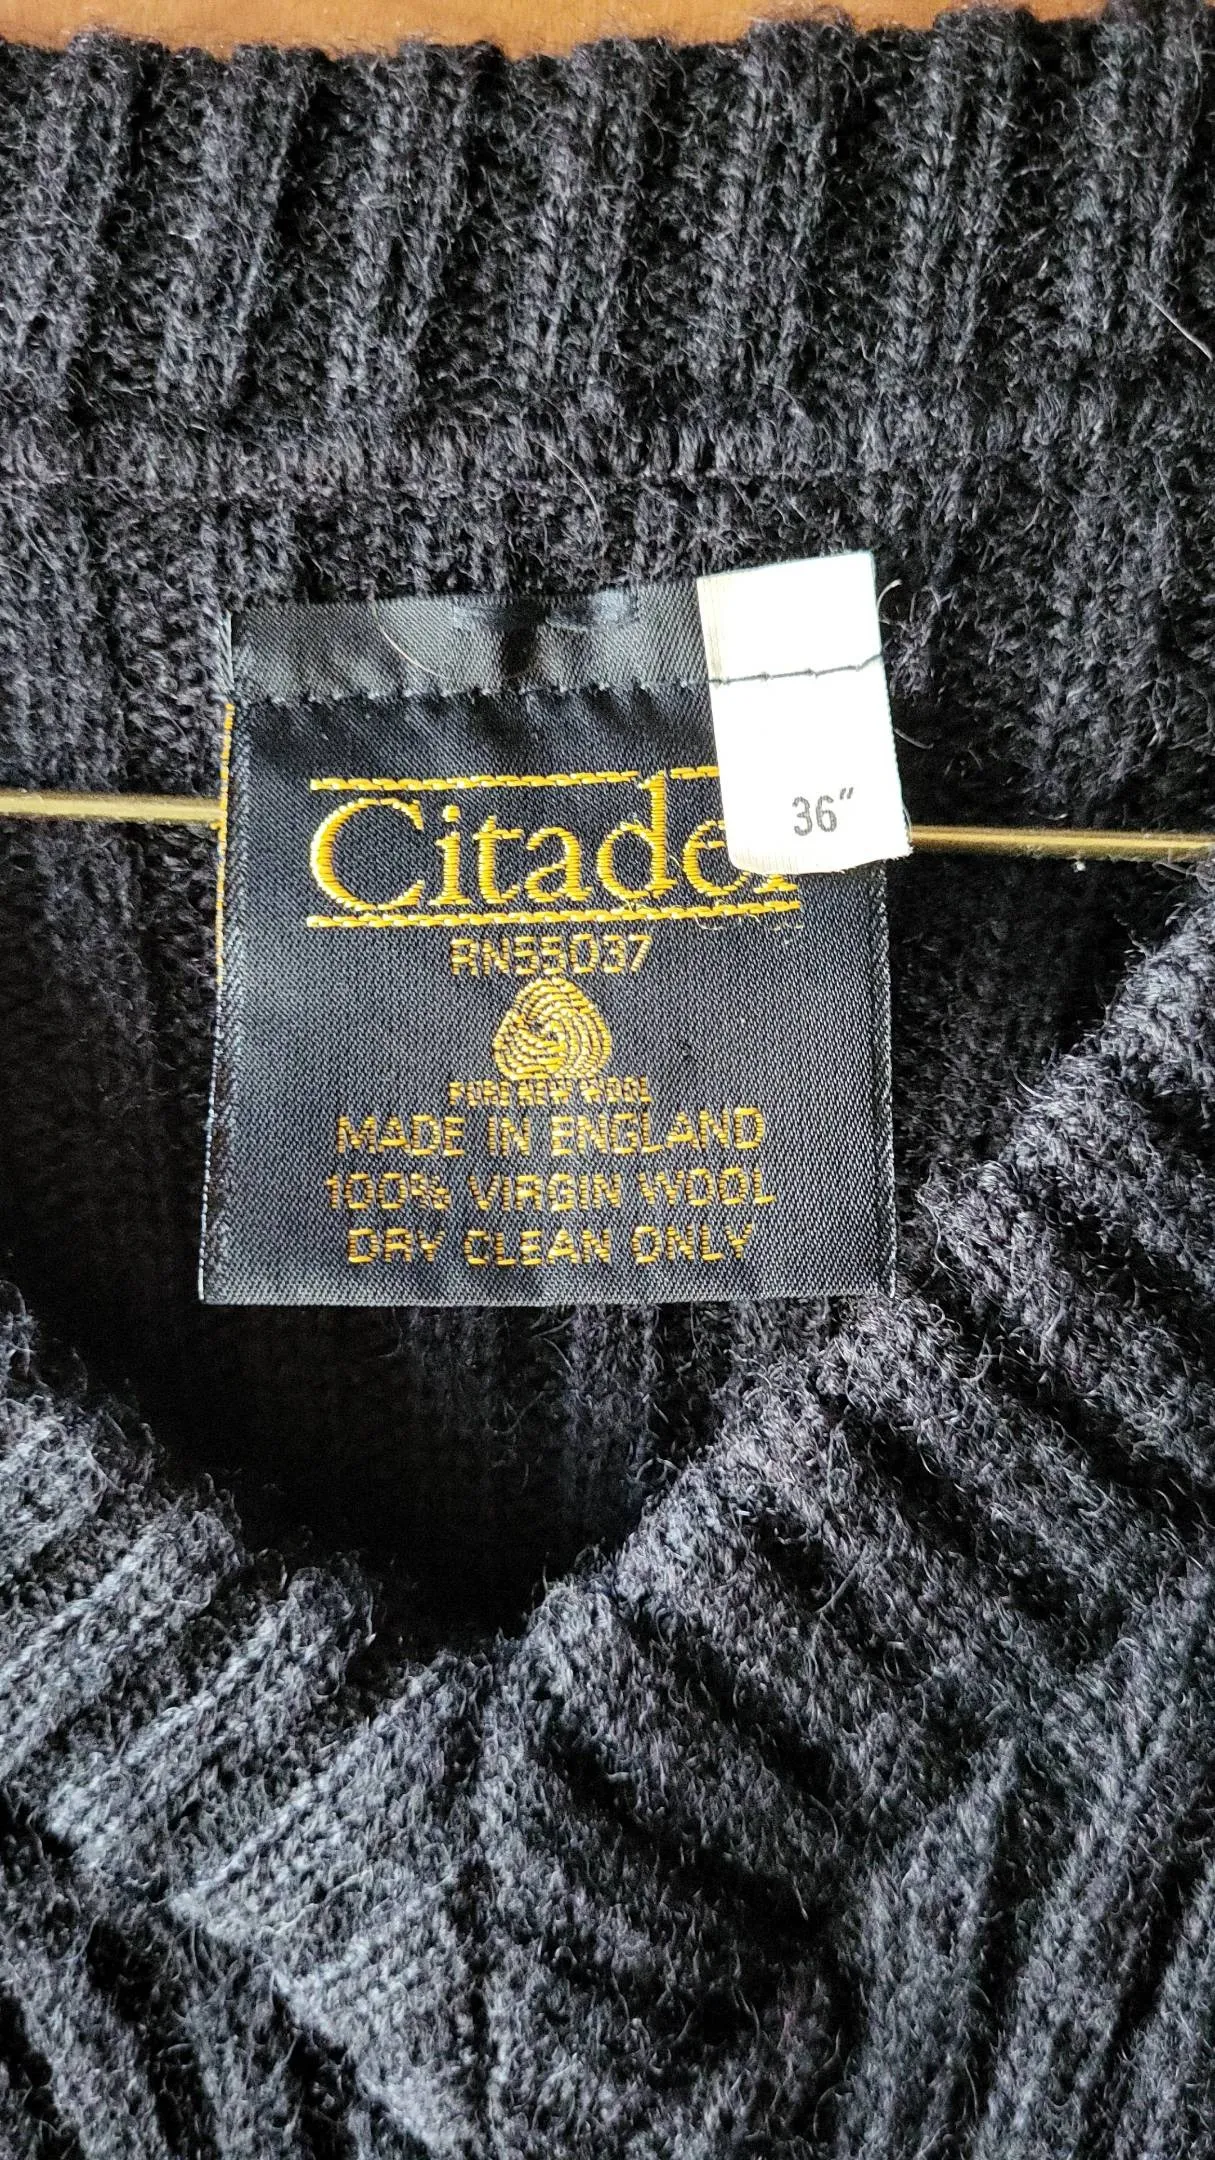 36"
Citadel
RN55037
PURE NEW WOOL
MADE IN ENGLAND
100% VIRGIN WOOL
DRY CLEAN ONLY